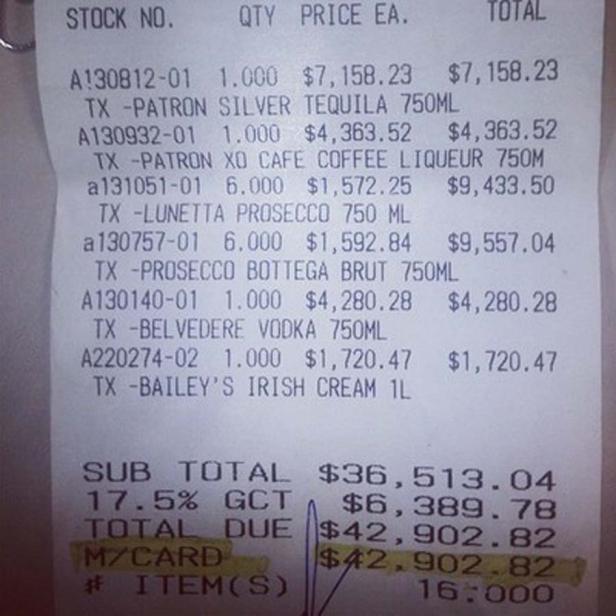 STOCK NO. QTY PRICE EA. TOTAL
A130812-01 1.000 $7,158.23 $7,158.23
TX -PATRON SILVER TEQUILA 750ML
A130932-01 1.000 $4,363.52 $4,363.52
TX -PATRON XO CAFE COFFEE LIQUEUR 750M
a131051-01 6.000 $1,572.25 $9,433.50
TX -LUNETTA PROSECCO 750 ML
a130757-01 6.000 $1,592.84 $9,557.04
TX -PROSECCO BOTTEGA BRUT 750ML
A130140-01 1.000 $4,280.28 $4,280.28
TX -BELVEDERE VODKA 750ML
A220274-02 1.000 $1,720.47 $1,720.47
TX -BAILEY'S IRISH CREAM 1L
SUB TOTAL $36,513.04
17.5% GCT $6,389.78
TOTAL DUE $42,902.82
M/CARD $42,902.82
# ITEM(S) 16.000